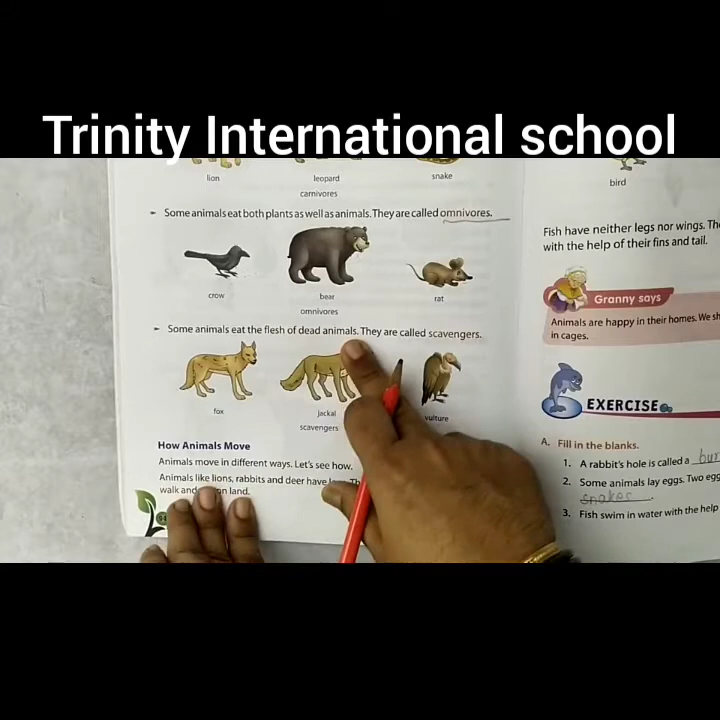 Trinity International school
lion
leopard
snake
carnivores
➢ Some animals eat both plants as well as animals. They are called omnivores.
crow
bear
rat
omnivores
➢ Some animals eat the flesh of dead animals. They are called scavengers.
fox
jackal
vulture
scavengers
How Animals Move
Animals move in different ways. Let's see how.
Animals like lions, rabbits and deer have
walk and on land.
bird
Fish have neither legs nor wings.
with the help of their fins and tail.
Granny says
Animals are happy in their homes. We
in cages.
EXERCISE
A. Fill in the blanks.
1. A rabbit's hole is called a
2. Some animals lay eggs. Two
snakes.
3. Fish swim in water with the help